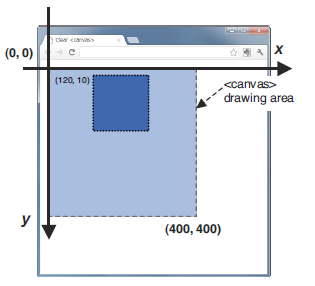 Clear <canvas>
(0, 0)
x
(120, 10)
<canvas>
drawing area
y
(400, 400)